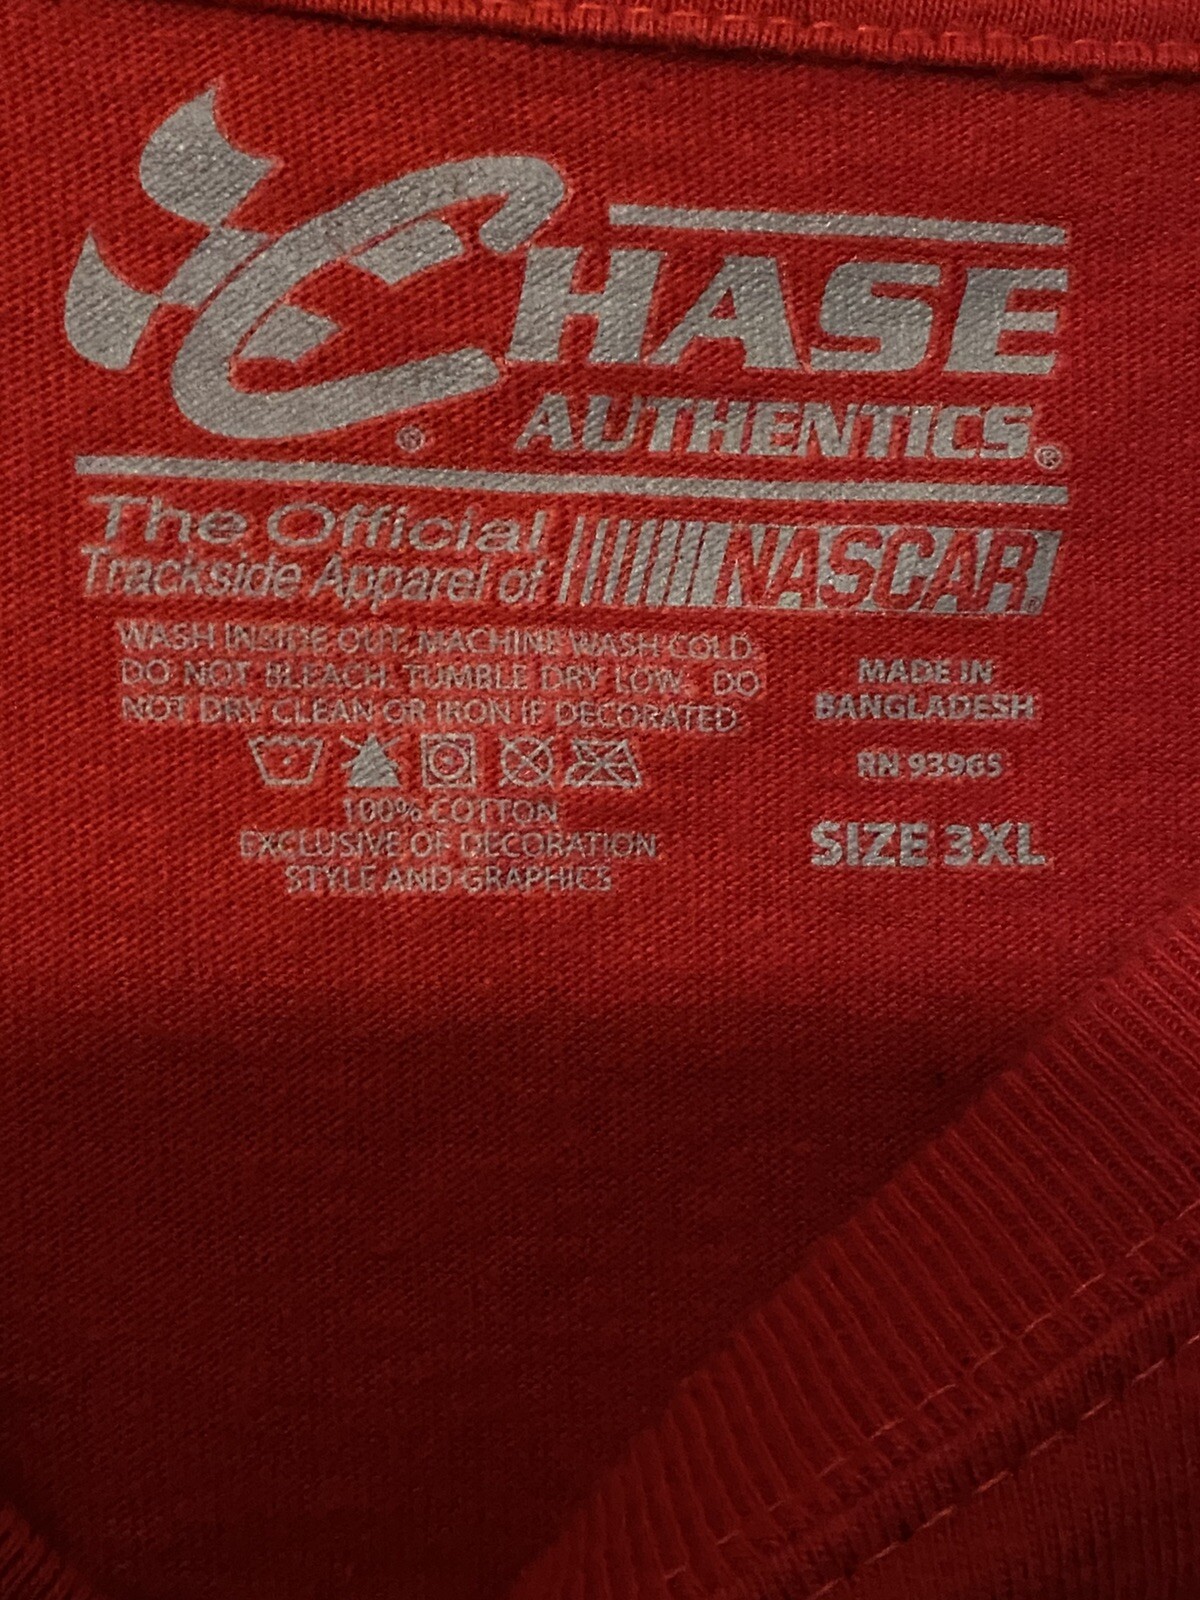 CHASE
AUTHENTICS®
®
The Official
Trackside Apparel of NASCAR
WASH INSIDE OUT, MACHINE WASH COLD.
DO NOT BLEACH. TUMBLE DRY LOW. DO
NOT DRY CLEAN OR IRON IF DECORATED
100% COTTON
EXCLUSIVE OF DECORATION
STYLE AND GRAPHICS
MADE IN
BANGLADESH
RN 93965
SIZE 3XL